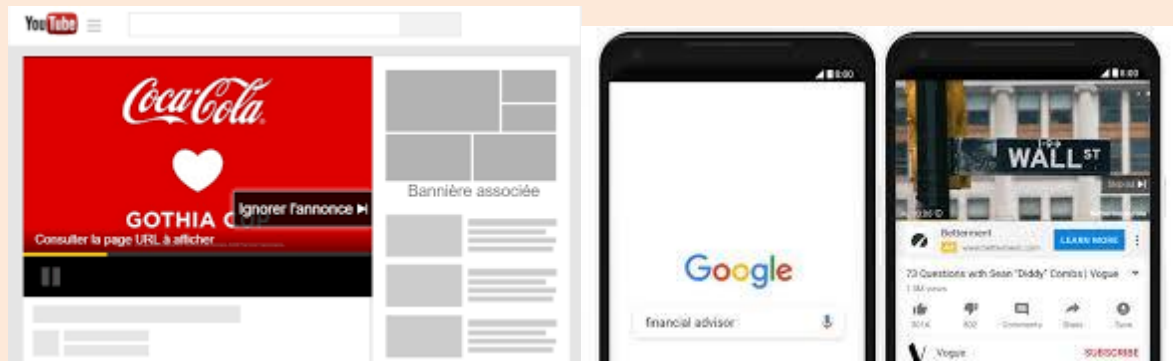 YouTube
Coca-Cola
GOTHIA
Ignorer l'annonce
Consulter la page URL à afficher
Bannière associée
Google
financial advisor
WALL ST
Betterment
Ad
LEARN MORE
73 Questions with Sean "Diddy" Combs | Vogue
Comments
Share
Save
Vogue
SUBSCRIBE